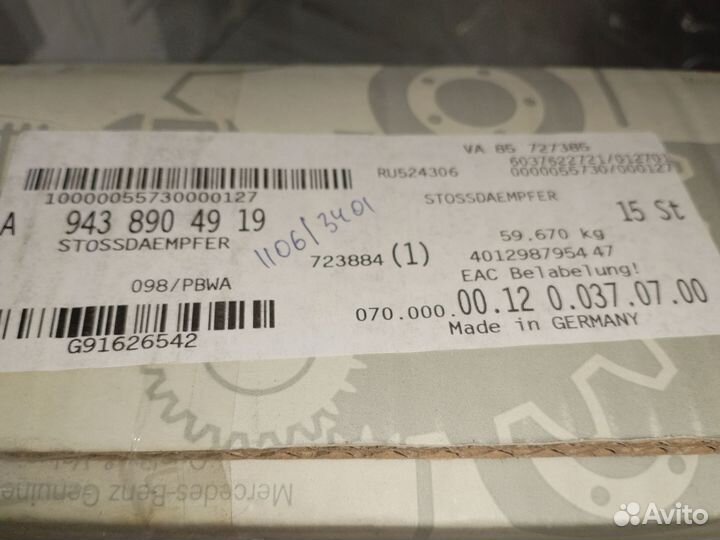 VA 85 727385
RU524306
6037622721/012701
0000055730/000127
10000055730000127
STOSSDAEMPFER
15 St
A 943 890 49 19
STOSSDAEMPFER
1106/3401
59.670 kg
723884 (1)
4012987954 47
EAC Belabelung!
098/PBWA
070.000.00.12 0.037.07.00
Made in GERMANY
G91626542
Mercedes-Benz Genuine
Avito